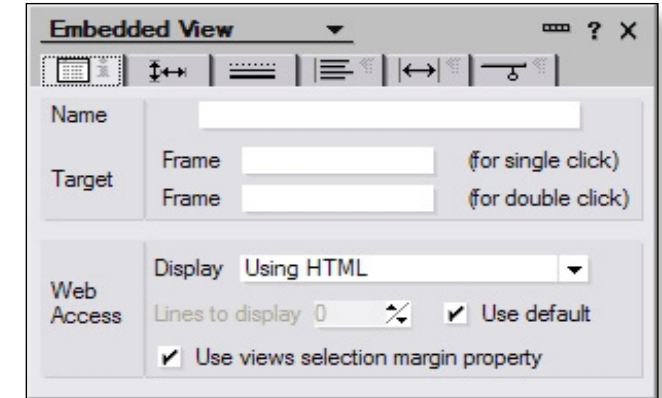 Embedded View ?
Name
Target
Frame (for single click)
Frame (for double click)
Web Access
Display Using HTML
Lines to display 0 Use default
Use views selection margin property